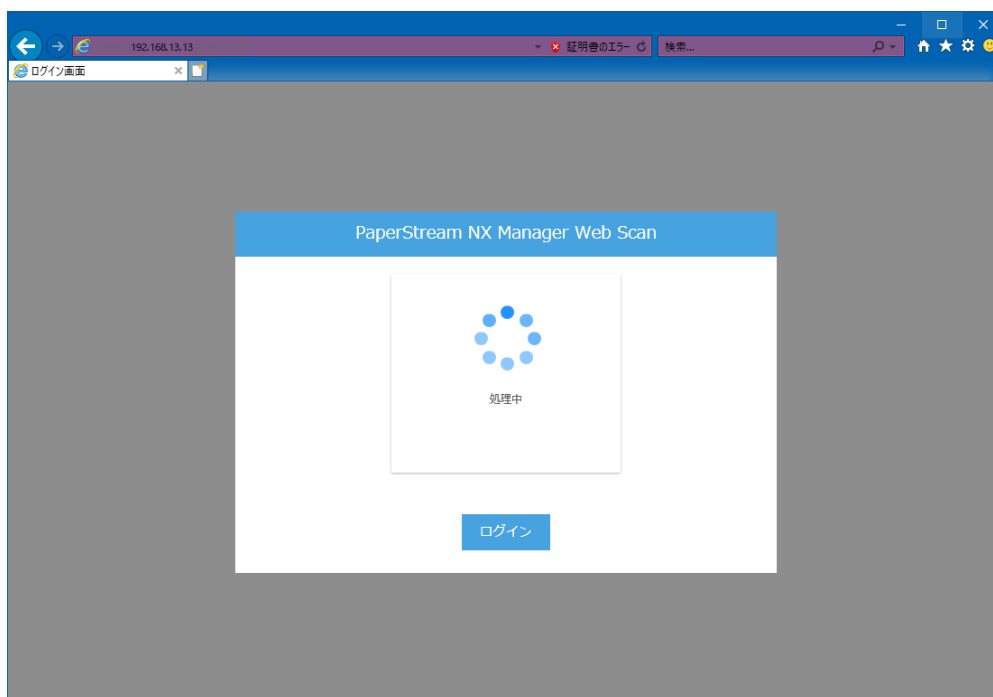 192.168.13.13
証明書のエラー
検索...
ログイン画面
PaperStream NX Manager Web Scan
処理中
ログイン